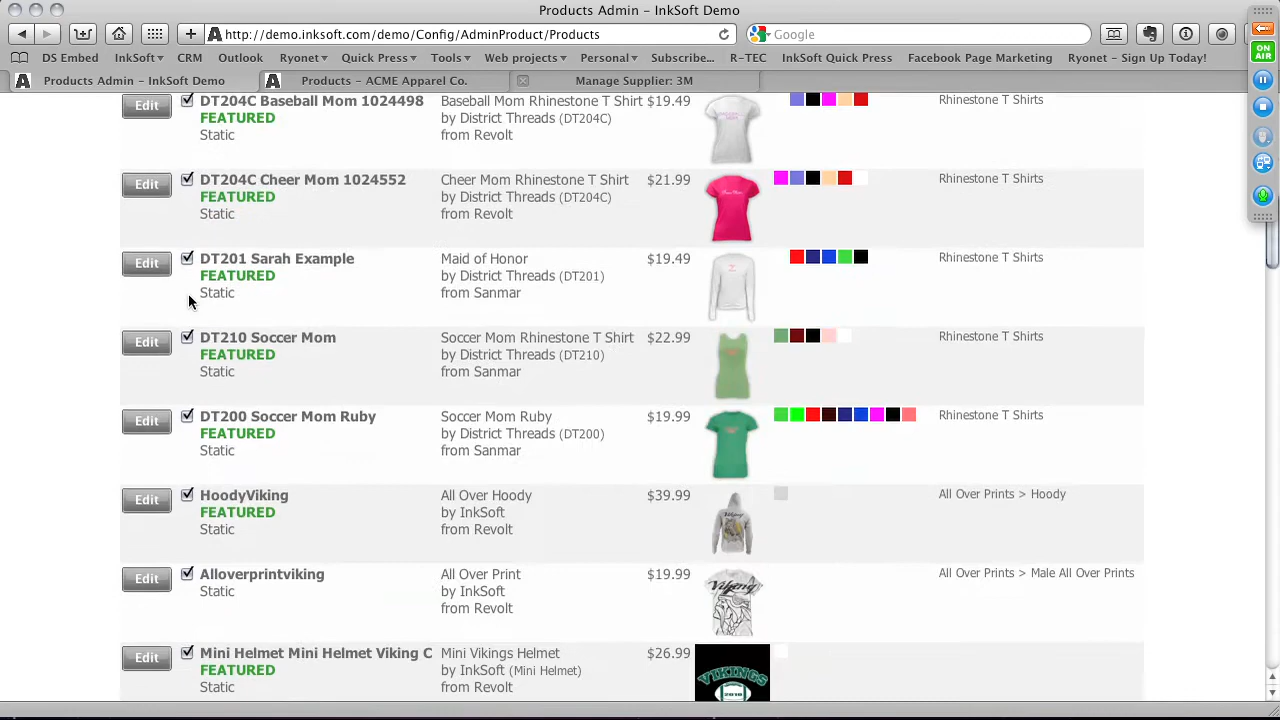 Products Admin – InkSoft Demo
http://demo.inksoft.com/demo/Config/AdminProduct/Products
Google
DS Embed InkSoft▾ CRM Outlook Ryonet▾ Quick Press▾ Tools▾ Web projects▾ Personal▾ Subscribe... R-TEC InkSoft Quick Press Facebook Page Marketing Ryonet – Sign Up Today!
Products Admin – InkSoft Demo
Products – ACME Apparel Co.
Manage Supplier: 3M
ON AIR
Edit DT204C Baseball Mom 1024498 Baseball Mom Rhinestone T Shirt $19.49 Rhinestone T Shirts
FEATURED by District Threads (DT204C)
Static from Revolt
Edit DT204C Cheer Mom 1024552 Cheer Mom Rhinestone T Shirt $21.99 Rhinestone T Shirts
FEATURED by District Threads (DT204C)
Static from Revolt
Edit DT201 Sarah Example Maid of Honor $19.49 Rhinestone T Shirts
FEATURED by District Threads (DT201)
Static from Sanmar
Edit DT210 Soccer Mom Soccer Mom Rhinestone T Shirt $22.99 Rhinestone T Shirts
FEATURED by District Threads (DT210)
Static from Sanmar
Edit DT200 Soccer Mom Ruby Soccer Mom Ruby $19.99 Rhinestone T Shirts
FEATURED by District Threads (DT200)
Static from Sanmar
Edit HoodyViking All Over Hoody $39.99 All Over Prints > Hoody
FEATURED by InkSoft
Static from Revolt
Edit Alloverprintviking All Over Print $19.99 All Over Prints > Male All Over Prints
Static by InkSoft
from Revolt
Viking
Edit Mini Helmet Mini Helmet Viking C Mini Vikings Helmet $26.99
FEATURED by InkSoft (Mini Helmet)
Static from Revolt
VIKINGS
2010